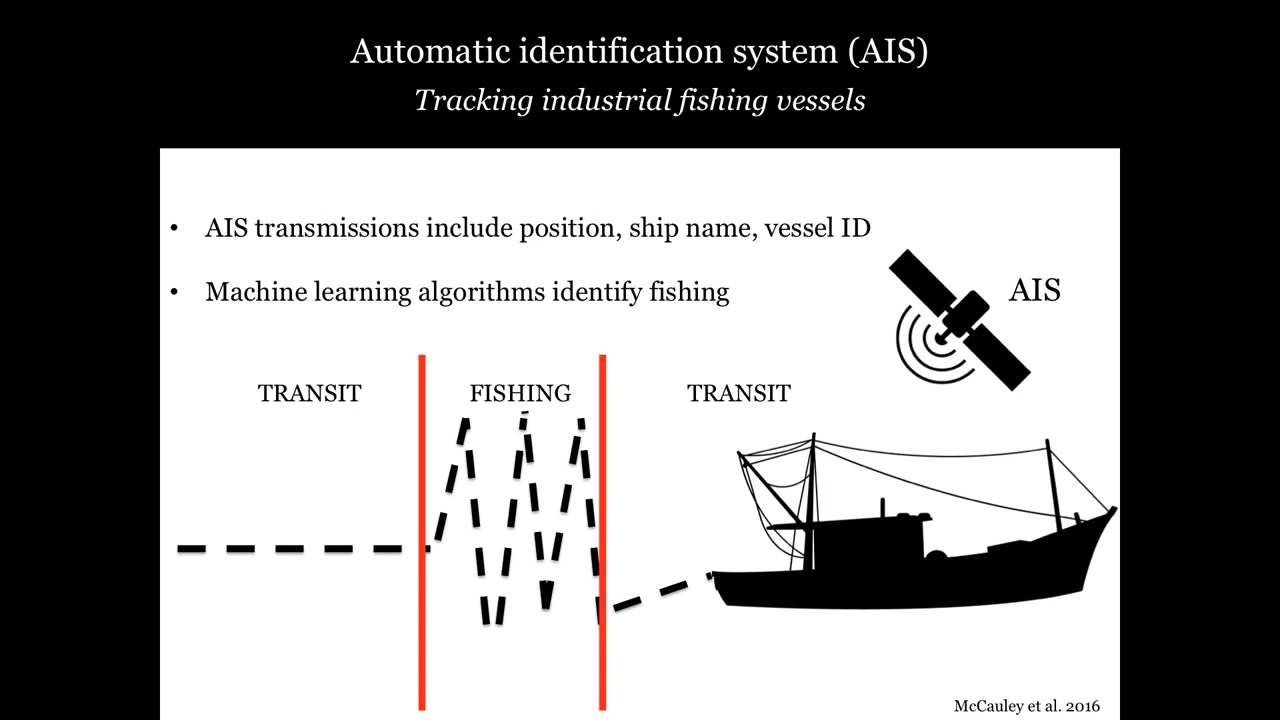 Automatic identification system (AIS)
Tracking industrial fishing vessels
• AIS transmissions include position, ship name, vessel ID
• Machine learning algorithms identify fishing
AIS
TRANSIT FISHING TRANSIT
McCauley et al. 2016